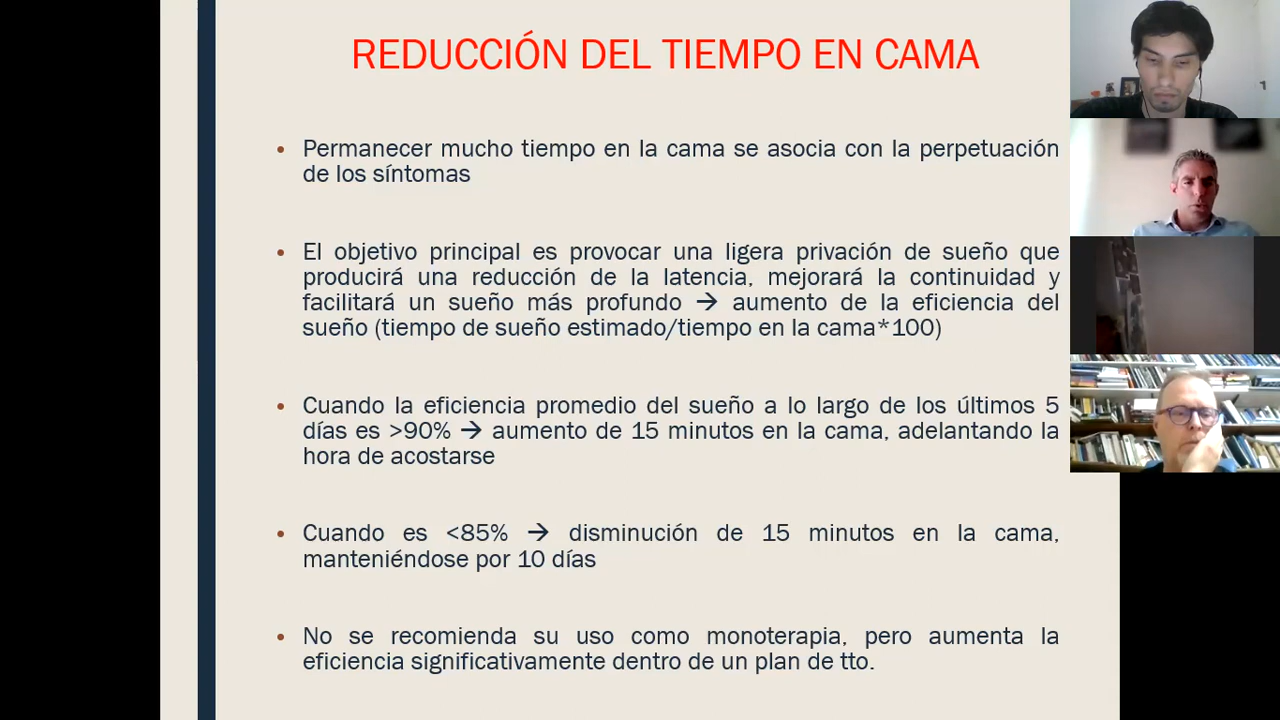 REDUCCIÓN DEL TIEMPO EN CAMA
• Permanecer mucho tiempo en la cama se asocia con la perpetuación
de los síntomas
• El objetivo principal es provocar una ligera privación de sueño que
producirá una reducción de la latencia, mejorará la continuidad y
facilitará un sueño más profundo → aumento de la eficiencia del
sueño (tiempo de sueño estimado/tiempo en la cama*100)
• Cuando la eficiencia promedio del sueño a lo largo de los últimos 5
días es >90% → aumento de 15 minutos en la cama, adelantando la
hora de acostarse
• Cuando es <85% → disminución de 15 minutos en la cama,
manteniéndose por 10 días
• No se recomienda su uso como monoterapia, pero aumenta la
eficiencia significativamente dentro de un plan de tto.